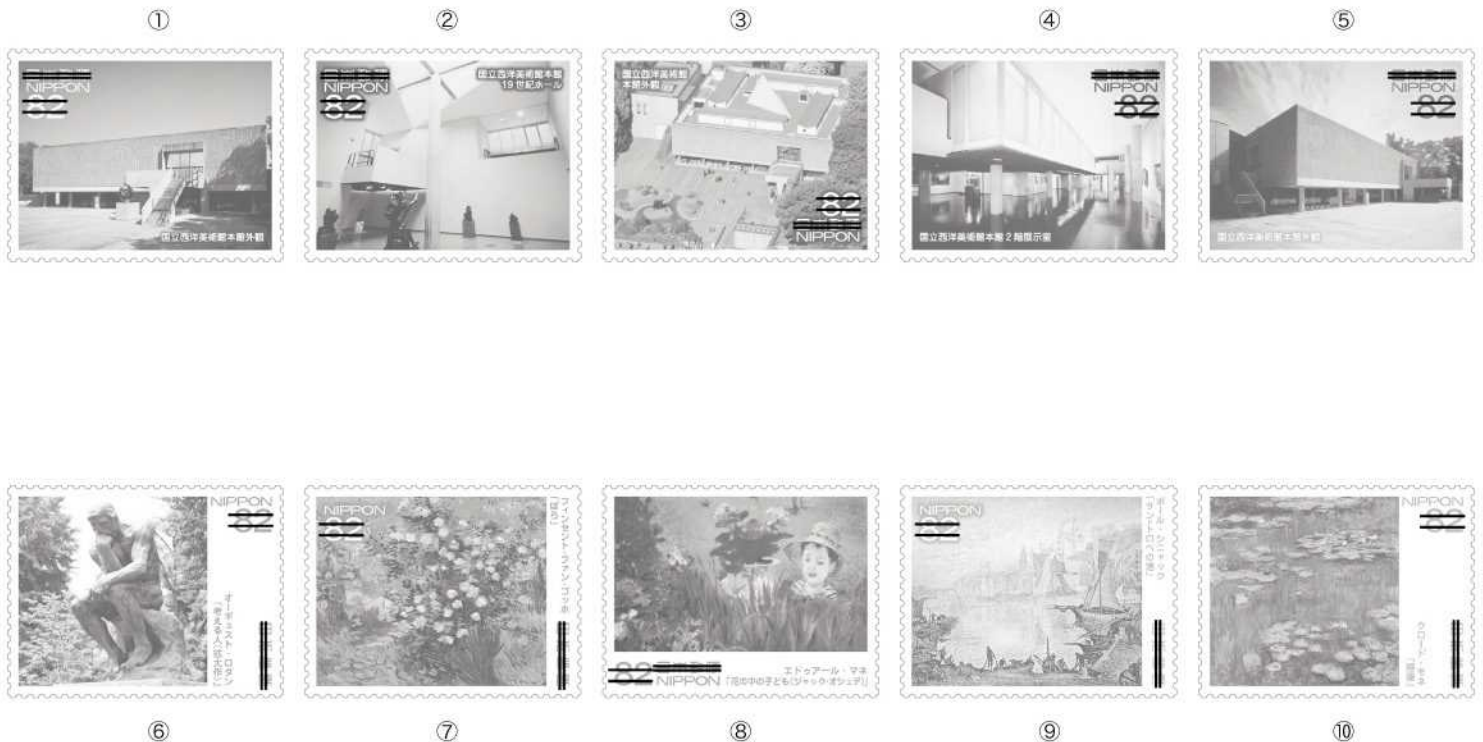 ①
②
③
④
⑤
NIPPON
82
国立西洋美術館本館外観
NIPPON
82
国立西洋美術館本館
19世紀ホール
国立西洋美術館
本館外観
82
NIPPON
NIPPON
82
国立西洋美術館本館2階展示室
NIPPON
82
国立西洋美術館本館外観
NIPPON
82
オーギュスト・ロダン
「考える人(拡大作)」
NIPPON
82
フィンセント・ファン・ゴッホ
「ばら」
82
NIPPON
エドゥアール・マネ
「花の中の子ども(ジャック・オシュデ)」
NIPPON
82
ポール・シニャック
「サン=トロペの港」
NIPPON
82
クロード・モネ
「睡蓮」
⑥
⑦
⑧
⑨
⑩